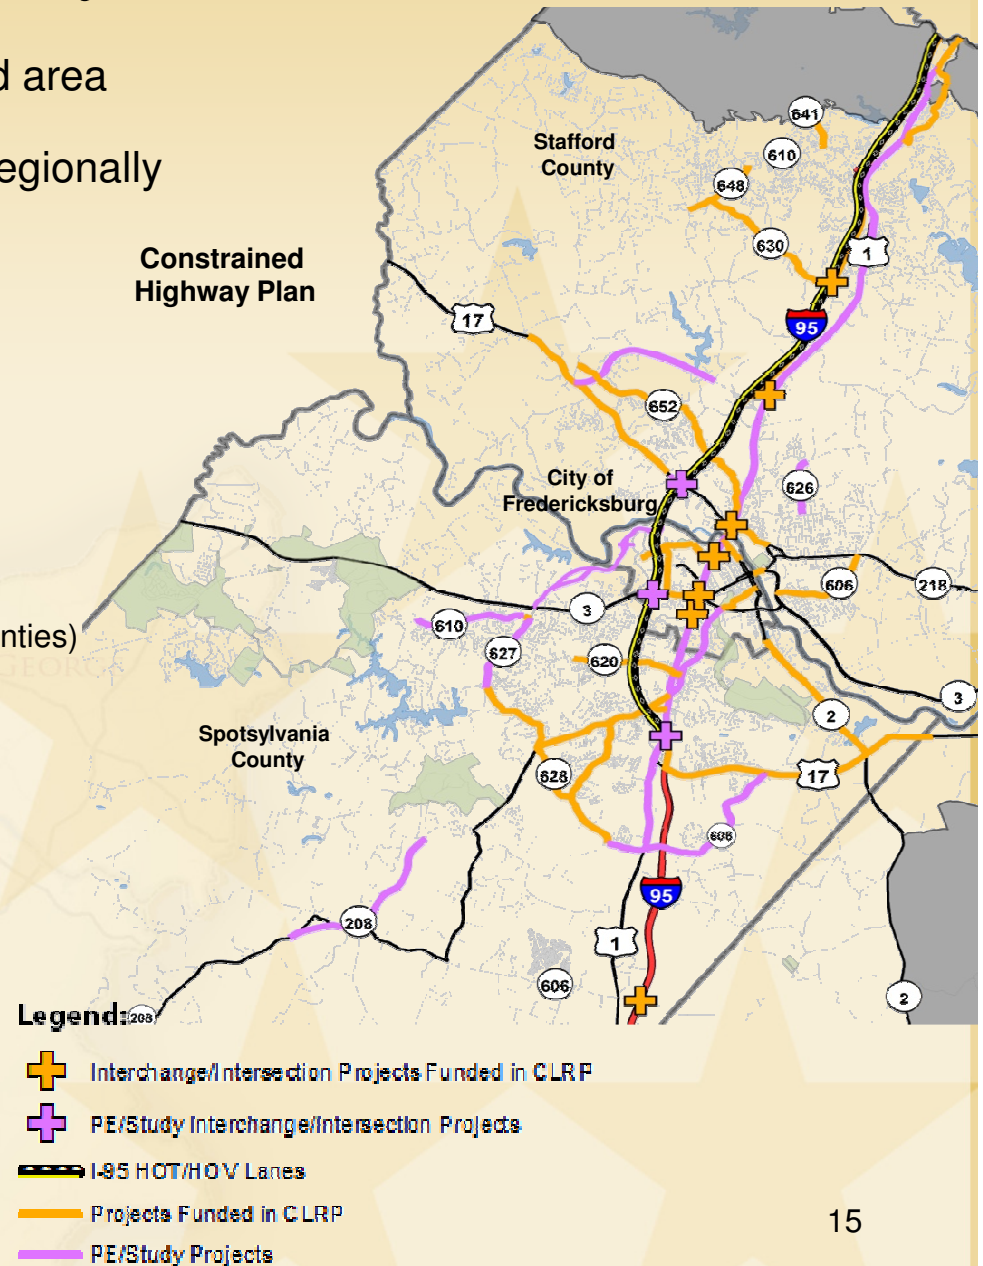 d area
egionally
Constrained
Highway Plan
Stafford
County
641
610
648
630
1
95
17
652
City of
Fredericksburg
626
606
218
3
610
627
620
nties)
3
2
Spotsylvania
County
628
17
606
95
208
1
606
2
Legend:
208
Interchange/Intersection Projects Funded in CLRP
PE/Study Interchange/Intersection Projects
I-95 HOT/HOV Lanes
Projects Funded in CLRP
15
PE/Study Projects